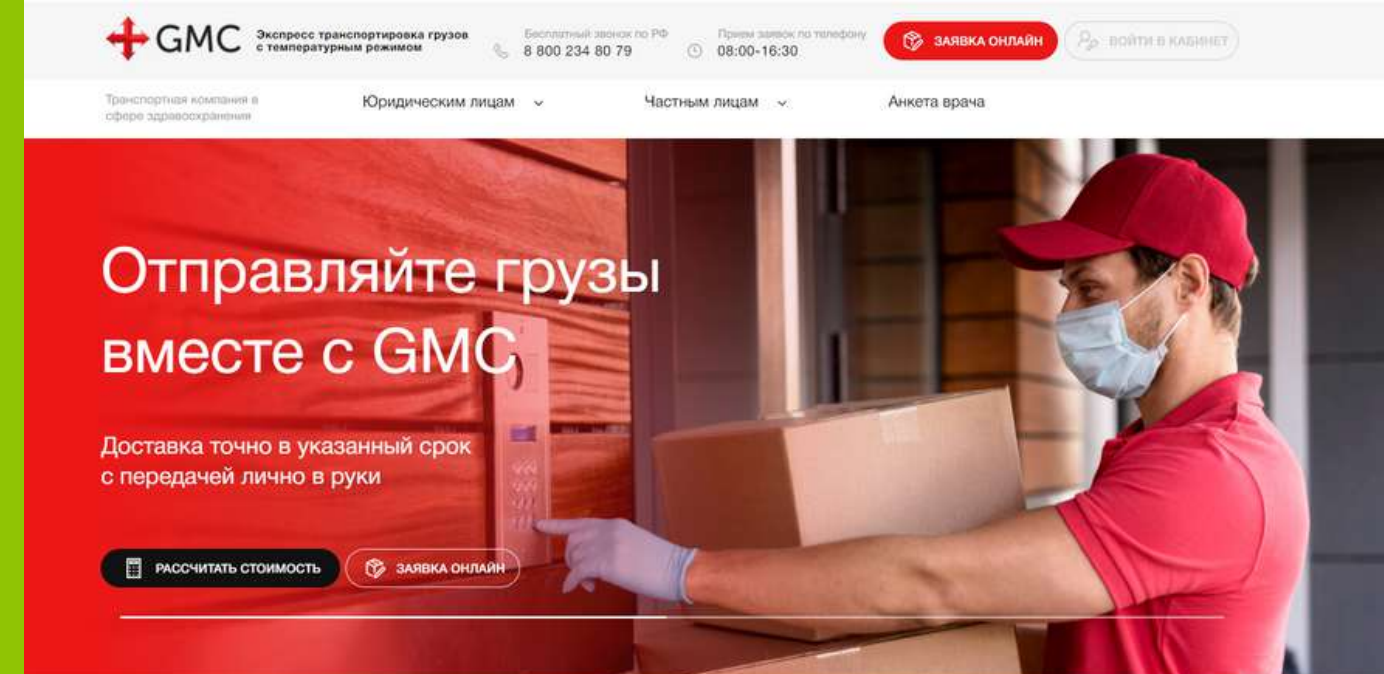 GMC
Экспресс транспортировка грузов
с температурным режимом
Бесплатный звонок по РФ
8 800 234 80 79
Прием заявок по телефону
08:00-16:30
ЗАЯВКА ОНЛАЙН
ВОЙТИ В КАБИНЕТ
Транспортная компания в
сфере здравоохранения
Юридическим лицам
Частным лицам
Анкета врача
Отправляйте грузы
вместе с GMC
Доставка точно в указанный срок
с передачей лично в руки
РАССЧИТАТЬ СТОИМОСТЬ
ЗАЯВКА ОНЛАЙН